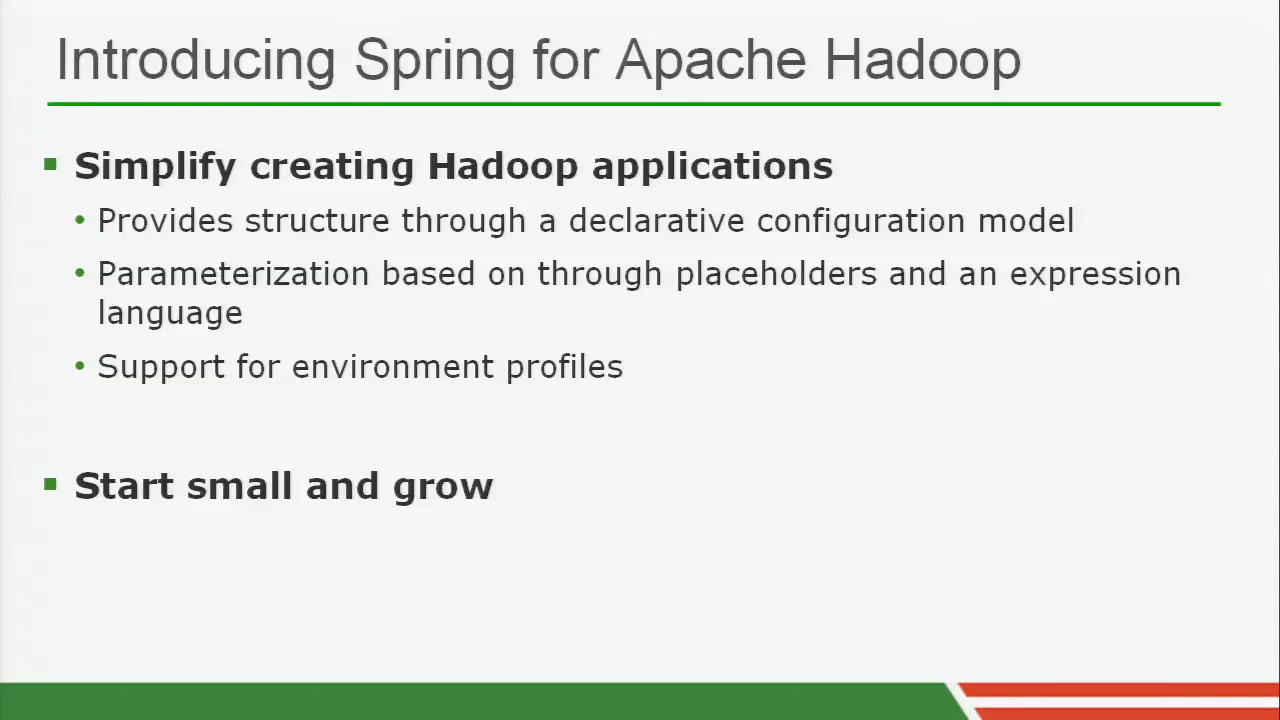 Introducing Spring for Apache Hadoop
Simplify creating Hadoop applications
Provides structure through a declarative configuration model
Parameterization based on through placeholders and an expression
language
Support for environment profiles
Start small and grow